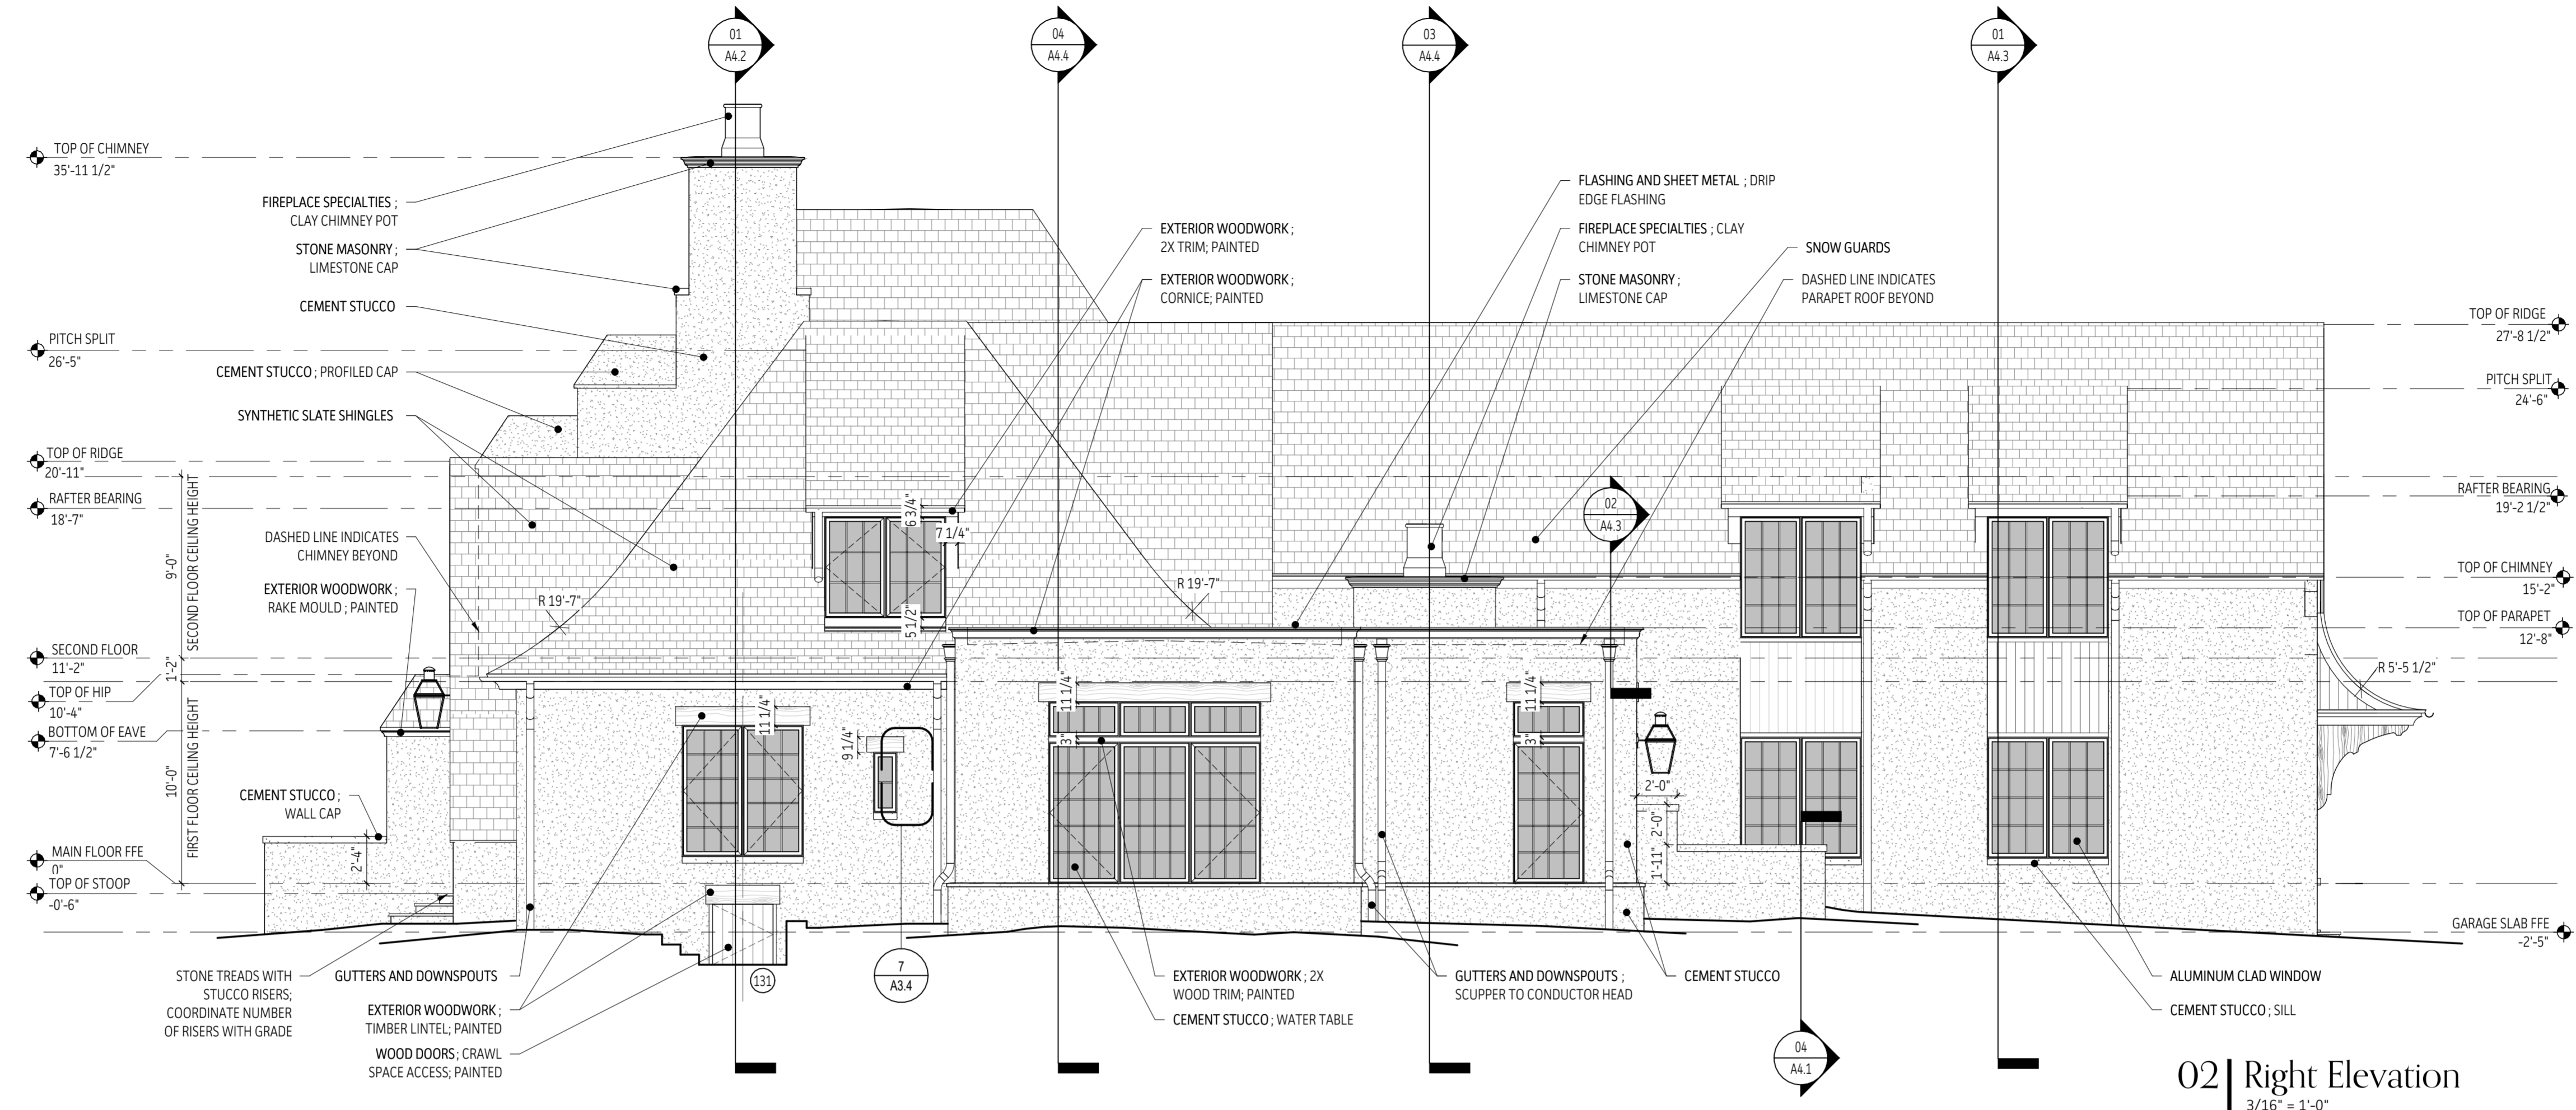 01
A4.2
04
A4.4
03
A4.4
01
A4.3
TOP OF CHIMNEY
35'-11 1/2"
PITCH SPLIT
26'-5"
TOP OF RIDGE
20'-11"
RAFTER BEARING
18'-7"
SECOND FLOOR
11'-2"
TOP OF HIP
10'-4"
BOTTOM OF EAVE
7'-6 1/2"
MAIN FLOOR FFE
0"
TOP OF STOOP
-0'-6"
9'-0"
SECOND FLOOR CEILING HEIGHT
1'-2"
10'-0"
FIRST FLOOR CEILING HEIGHT
FIREPLACE SPECIALTIES ;
CLAY CHIMNEY POT
STONE MASONRY ;
LIMESTONE CAP
CEMENT STUCCO
CEMENT STUCCO ; PROFILED CAP
SYNTHETIC SLATE SHINGLES
DASHED LINE INDICATES
CHIMNEY BEYOND
EXTERIOR WOODWORK ;
RAKE MOULD ; PAINTED
CEMENT STUCCO ;
WALL CAP
2'-4"
STONE TREADS WITH
STUCCO RISERS;
COORDINATE NUMBER
OF RISERS WITH GRADE
GUTTERS AND DOWNSPOUTS
EXTERIOR WOODWORK ;
TIMBER LINTEL; PAINTED
WOOD DOORS; CRAWL
SPACE ACCESS; PAINTED
131
7
A3.4
R 19'-7"
6 3/4"
7 1/4"
5 1/2"
11 1/4"
9 1/4"
R 19'-7"
11 1/4"
3"
11 1/4"
3"
EXTERIOR WOODWORK ;
2X TRIM; PAINTED
EXTERIOR WOODWORK ;
CORNICE; PAINTED
FLASHING AND SHEET METAL ; DRIP
EDGE FLASHING
FIREPLACE SPECIALTIES ; CLAY
CHIMNEY POT
STONE MASONRY ;
LIMESTONE CAP
SNOW GUARDS
DASHED LINE INDICATES
PARAPET ROOF BEYOND
02
A4.3
2'-0"
2'-0"
1'-11"
R 5'-5 1/2"
EXTERIOR WOODWORK ; 2X
WOOD TRIM; PAINTED
CEMENT STUCCO ; WATER TABLE
GUTTERS AND DOWNSPOUTS ;
SCUPPER TO CONDUCTOR HEAD
CEMENT STUCCO
04
A4.1
ALUMINUM CLAD WINDOW
CEMENT STUCCO ; SILL
TOP OF RIDGE
27'-8 1/2"
PITCH SPLIT
24'-6"
RAFTER BEARING
19'-2 1/2"
TOP OF CHIMNEY
15'-2"
TOP OF PARAPET
12'-8"
GARAGE SLAB FFE
-2'-5"
02 Right Elevation
3/16" = 1'-0"